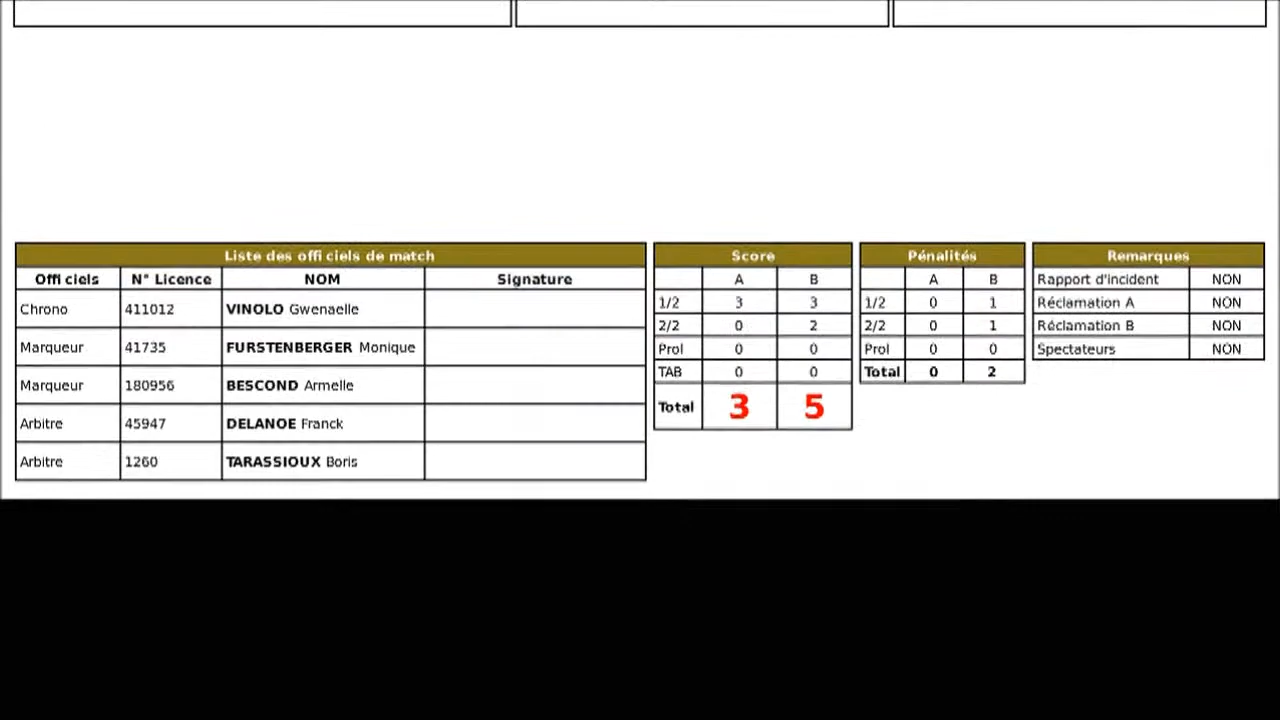 Liste des officiels de match
Officiels N° Licence NOM Signature
Chrono 411012 VINOLO Gwenaelle
Marqueur 41735 FURSTENBERGER Monique
Marqueur 180956 BESCOND Armelle
Arbitre 45947 DELANOE Franck
Arbitre 1260 TARASSIOUX Boris
Score
A B
1/2 3 3
2/2 0 2
Prol 0 0
TAB 0 0
Total 3 5
Pénalités
A B
1/2 0 1
2/2 0 1
Prol 0 0
Total 0 2
Remarques
Rapport d'incident NON
Réclamation A NON
Réclamation B NON
Spectateurs NON